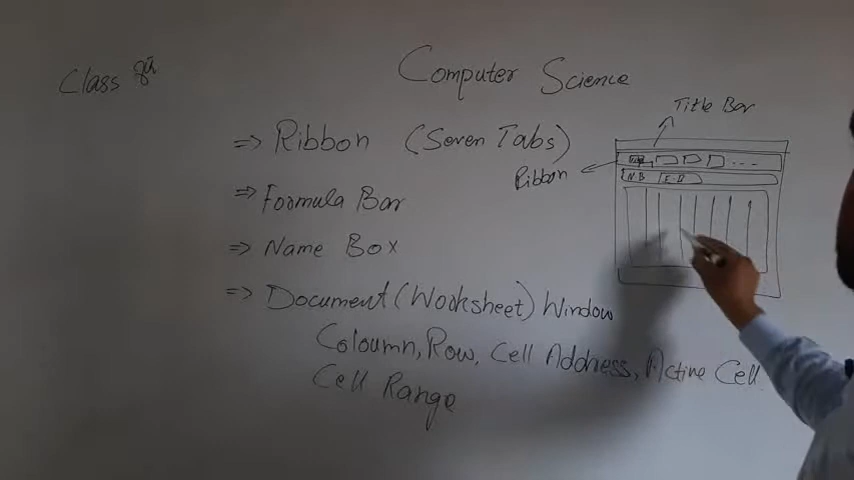 Class 8th
Computer Science
⇒ Ribbon (Seven Tabs)
⇒ Formula Bar
⇒ Name Box
⇒ Document (Worksheet) Window
Coloumn, Row, Cell Address, Active Cell
Cell Range
Title Bar
Ribbon
...
N B
F B